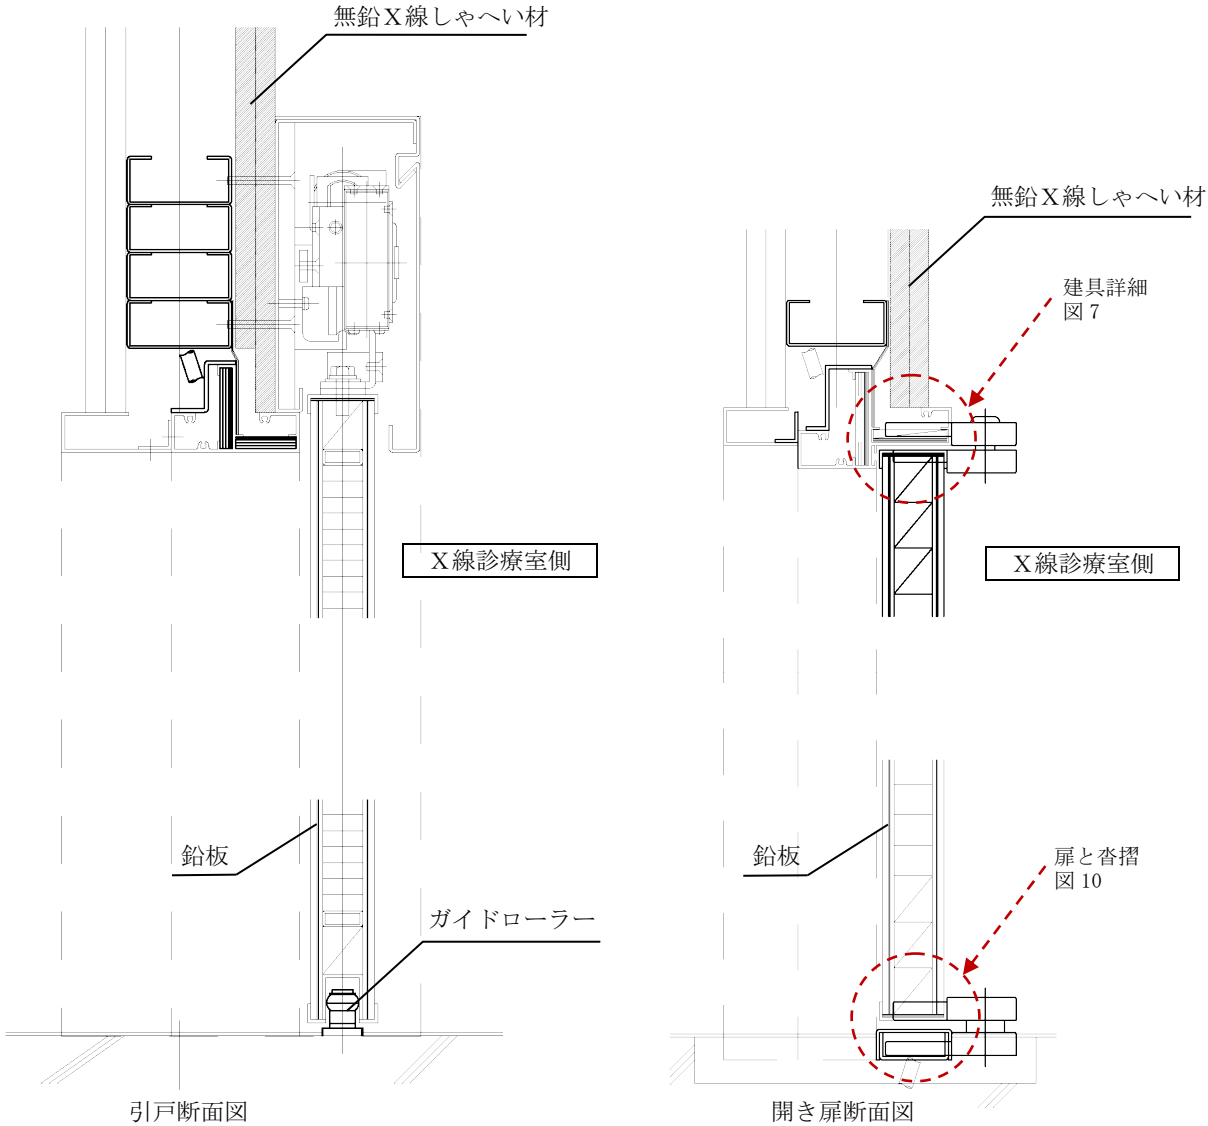 無鉛X線しゃへい材
X線診療室側
鉛板
ガイドローラー
引戸断面図
無鉛X線しゃへい材
建具詳細
図 7
X線診療室側
鉛板
扉と沓摺
図 10
開き扉断面図